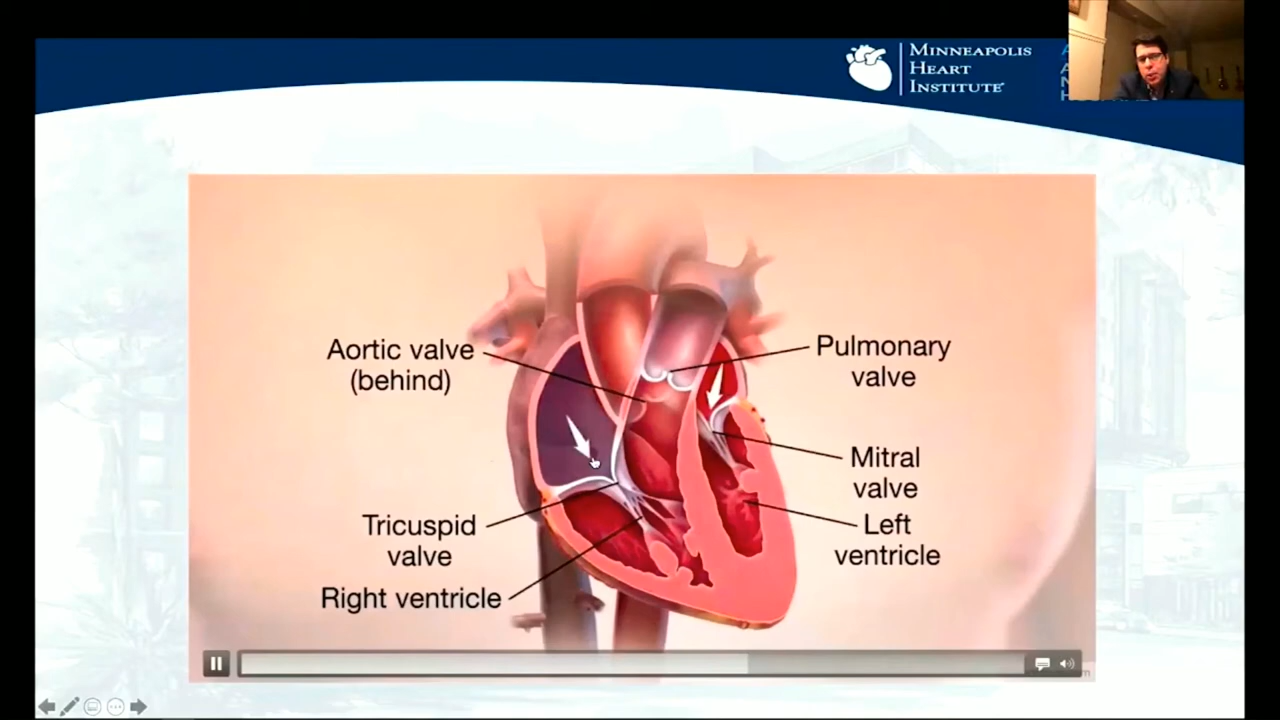 MINNEAPOLIS
HEART
INSTITUTE
Aortic valve
(behind)
Pulmonary
valve
Mitral
valve
Tricuspid
valve
Left
ventricle
Right ventricle